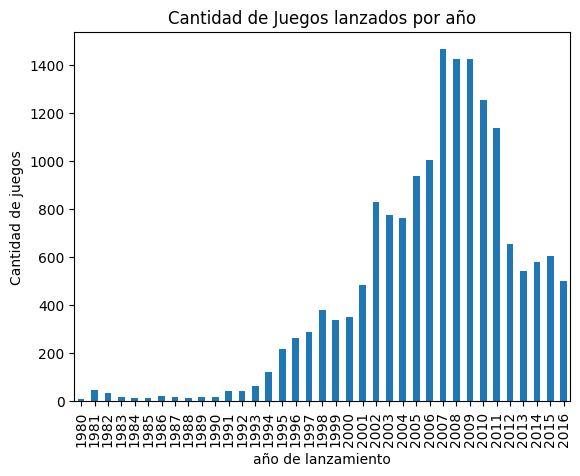 Cantidad de Juegos lanzados por año
Cantidad de juegos
1400
1200
1000
800
600
400
200
0
1980 1981 1982 1983 1984 1985 1986 1987 1988 1989 1990 1991 1992 1993 1994 1995 1996 1997 1998 1999 2000 2001 2002 2003 2004 2005 2006 2007 2008 2009 2010 2011 2012 2013 2014 2015 2016
año de lanzamiento